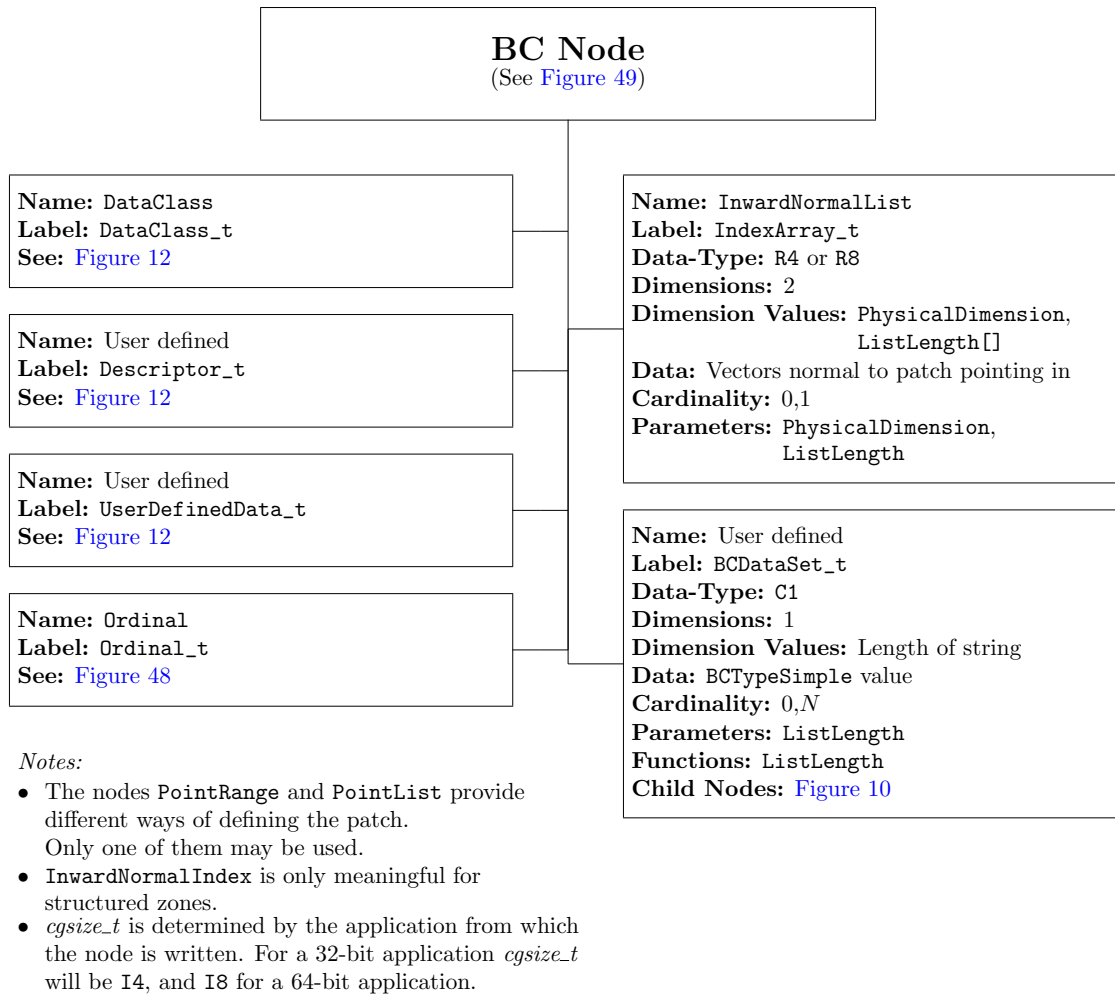 BC Node
(See Figure 49)
Name: DataClass
Label: DataClass_t
See: Figure 12
Name: User defined
Label: Descriptor_t
See: Figure 12
Name: User defined
Label: UserDefinedData_t
See: Figure 12
Name: Ordinal
Label: Ordinal_t
See: Figure 48
Name: InwardNormalList
Label: IndexArray_t
Data-Type: R4 or R8
Dimensions: 2
Dimension Values: PhysicalDimension,
ListLength[]
Data: Vectors normal to patch pointing in
Cardinality: 0,1
Parameters: PhysicalDimension,
ListLength
Name: User defined
Label: BCDataSet_t
Data-Type: C1
Dimensions: 1
Dimension Values: Length of string
Data: BCTypeSimple value
Cardinality: 0,N
Parameters: ListLength
Functions: ListLength
Child Nodes: Figure 10
Notes:
• The nodes PointRange and PointList provide
different ways of defining the patch.
Only one of them may be used.
• InwardNormalIndex is only meaningful for
structured zones.
• cgsize_t is determined by the application from which
the node is written. For a 32-bit application cgsize_t
will be I4, and I8 for a 64-bit application.